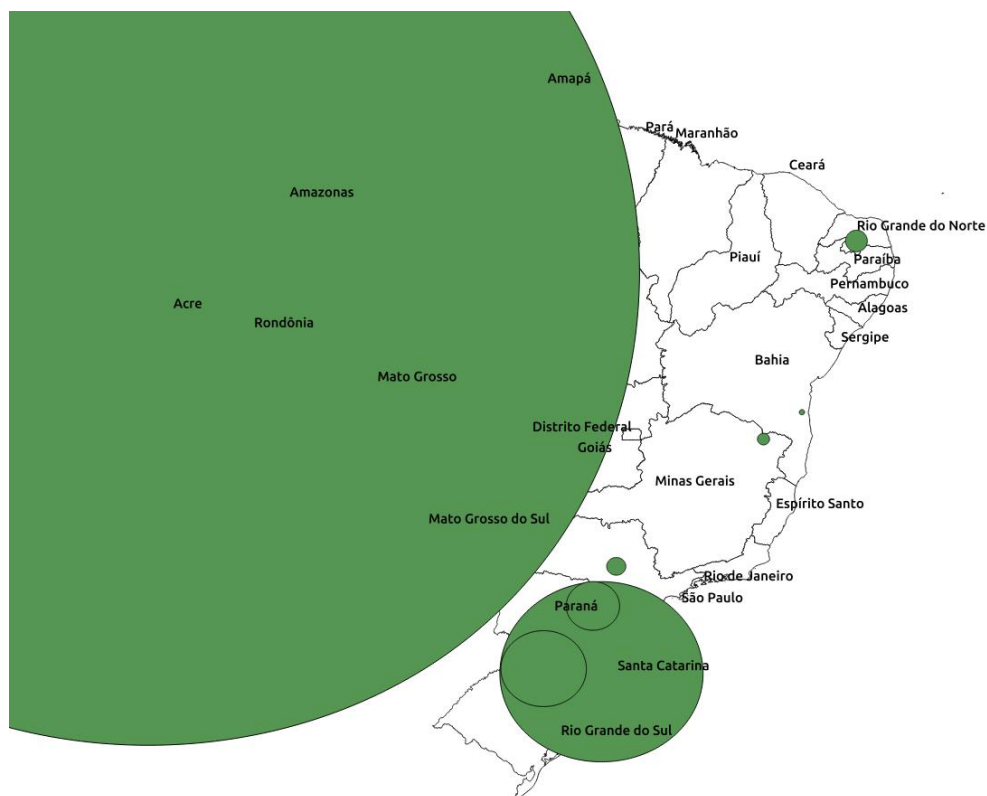 Amapá
Pará
Maranhão
Ceará
Amazonas
Rio Grande do Norte
Piauí
Paraíba
Pernambuco
Acre
Alagoas
Rondônia
Sergipe
Bahia
Mato Grosso
Distrito Federal
Goiás
Minas Gerais
Espírito Santo
Mato Grosso do Sul
Rio de Janeiro
São Paulo
Paraná
Santa Catarina
Rio Grande do Sul